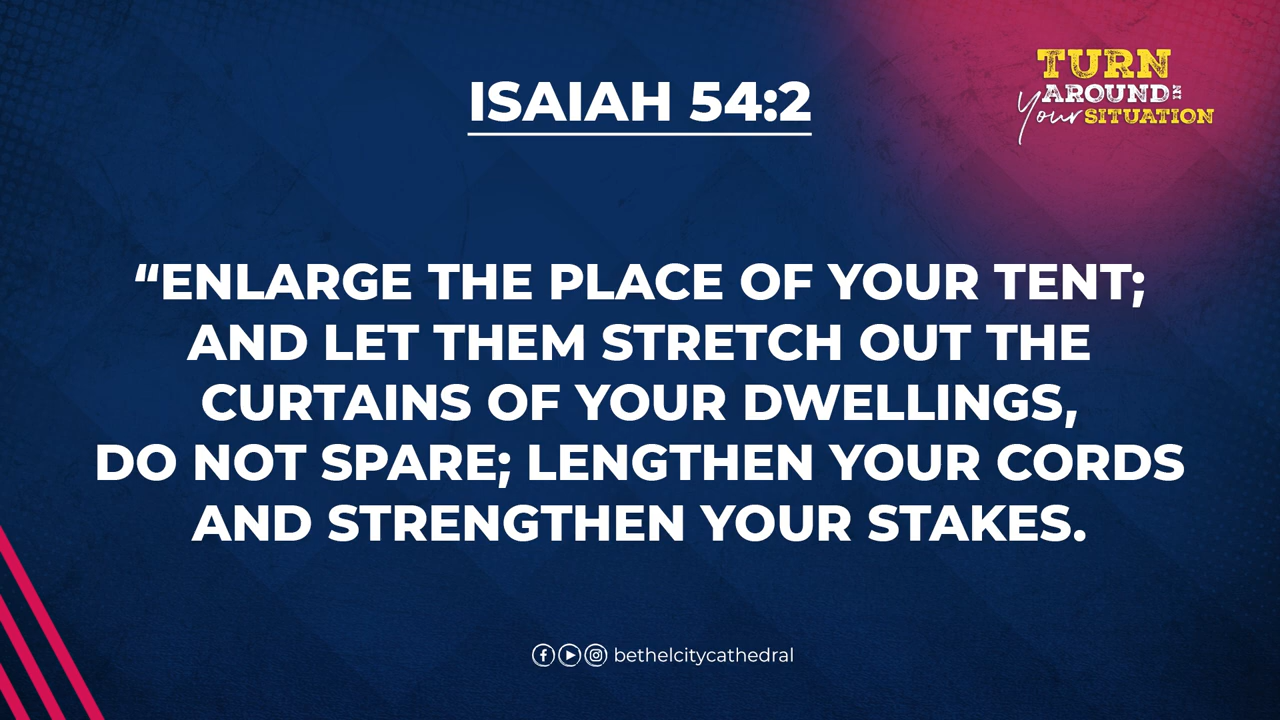 ISAIAH 54:2
TURN
AROUND IN
Your SITUATION
“ENLARGE THE PLACE OF YOUR TENT;
AND LET THEM STRETCH OUT THE
CURTAINS OF YOUR DWELLINGS,
DO NOT SPARE; LENGTHEN YOUR CORDS
AND STRENGTHEN YOUR STAKES.
bethelcitycathedral